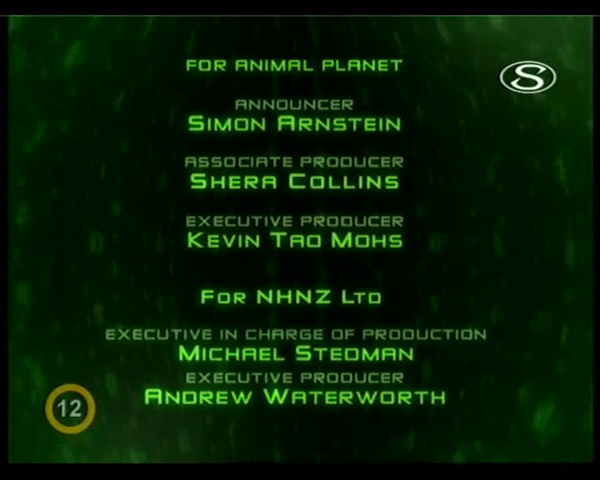 FOR ANIMAL PLANET
S
ANNOUNCER
SIMON ARNSTEIN
ASSOCIATE PRODUCER
SHERA COLLINS
EXECUTIVE PRODUCER
KEVIN TAO MOHS
FOR NHNZ LTD
EXECUTIVE IN CHARGE OF PRODUCTION
MICHAEL STEDMAN
EXECUTIVE PRODUCER
ANDREW WATERWORTH
12